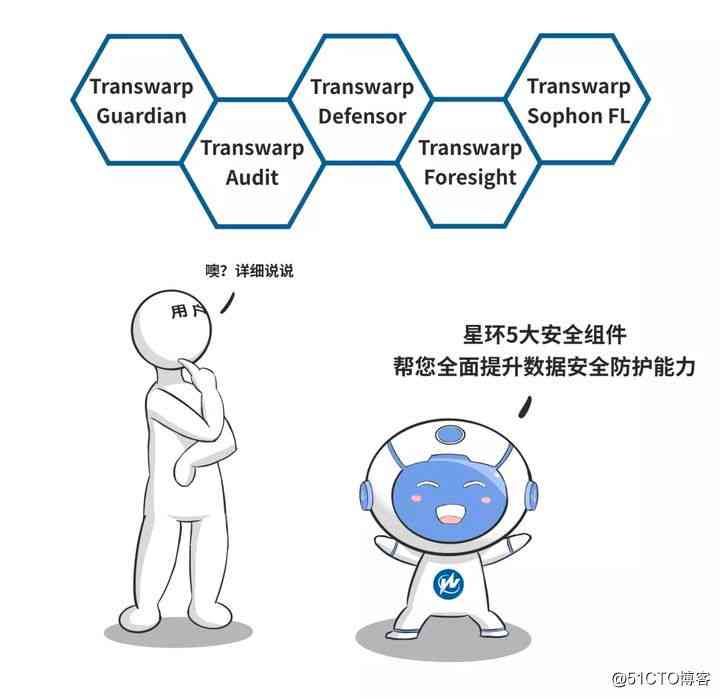 Transwarp
Guardian
Transwarp
Audit
Transwarp
Defensor
Transwarp
Foresight
Transwarp
Sophon FL
噢？详细说说
用户
星环5大安全组件
帮您全面提升数据安全防护能力
@51CTO博客